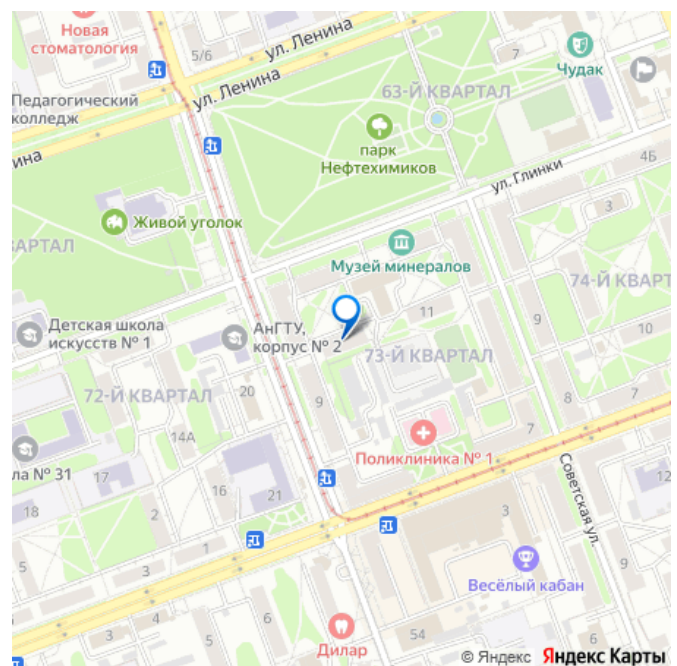 Новая
стоматология
5/6
ул. Ленина
7
Чудак
ул. Ленина
63-Й КВАРТАЛ
Педагогический
колледж
парк
Нефтехимиков
4Б
ина
ул. Глинки
3
Живой уголок
КВАРТАЛ
Музей минералов
74-Й КВАРТ
11
9
10
Детская школа
искусств № 1
АнГТУ,
корпус № 2
73-Й КВАРТАЛ
72-Й КВАРТАЛ
20
9
8
7
14А
7
Поликлиника № 1
ла № 31
17
16
21
18
2
3
Советская ул.
12
1
5
3
4
Весёлый кабан
9
6
2
Дилар
54
6
© Яндекс Яндекс Карты